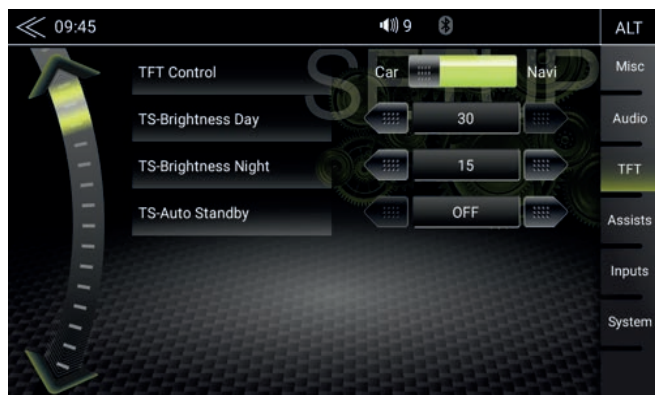 09:45 9 ALT
SETUP
TFT Control Car Navi Misc
TS-Brightness Day 30 Audio
TS-Brightness Night 15 TFT
TS-Auto Standby OFF Assists
Inputs
System